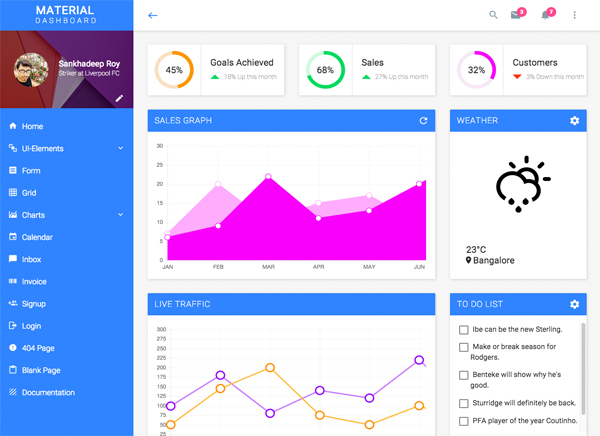 MATERIAL
DASHBOARD
3
7
Sankhadeep Roy
Striker at Liverpool FC
Home
UI-Elements
Form
Grid
Charts
Calendar
Inbox
Invoice
Signup
Login
404 Page
Blank Page
Documentation
45%
Goals Achieved
18% Up this month
68%
Sales
27% Up this month
32%
Customers
3% Down this month
SALES GRAPH
30
25
20
15
10
5
0
JAN FEB MAR APR MAY JUN
WEATHER
23°C
Bangalore
LIVE TRAFFIC
300
275
250
225
200
175
150
125
100
75
50
25
TO DO LIST
Ibe can be the new Sterling.
Make or break season for
Rodgers.
Benteke will show why he's
good.
Sturridge will definitely be back.
PFA player of the year Coutinho.